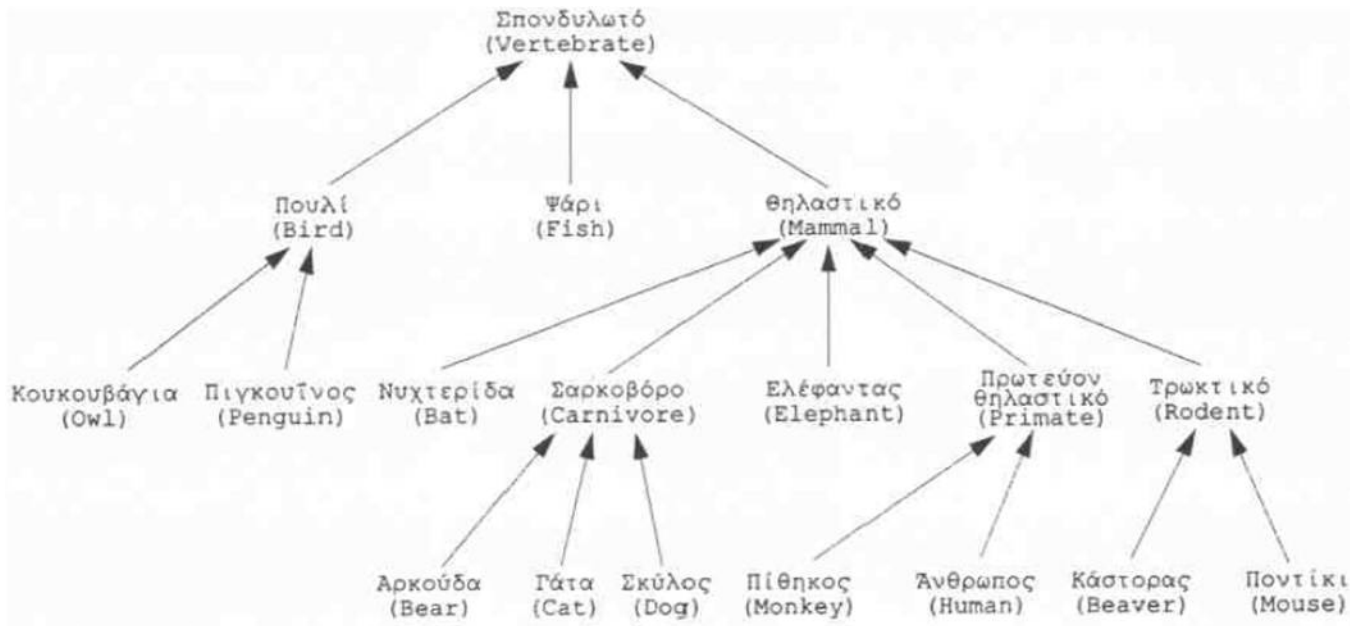 Σπονδυλωτό
(Vertebrate)
Πουλί
(Bird)
Ψάρι
(Fish)
Θηλαστικό
(Mammal)
Κουκουβάγια
(Owl)
Πιγκουΐνος
(Penguin)
Νυχτερίδα
(Bat)
Σαρκοβόρο
(Carnivore)
Ελέφαντας
(Elephant)
Πρωτεύον
θηλαστικό
(Primate)
Τρωκτικό
(Rodent)
Αρκούδα
(Bear)
Γάτα
(Cat)
Σκύλος
(Dog)
Πίθηκος
(Monkey)
Άνθρωπος
(Human)
Κάστορας
(Beaver)
Ποντίκι
(Mouse)